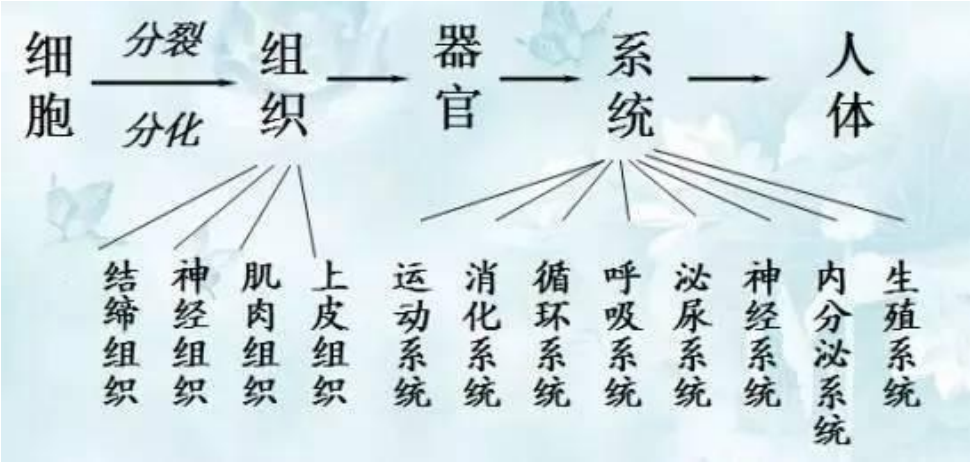 细胞
分裂
分化
组织
器官
系统
人体
结缔组织
神经组织
肌肉组织
上皮组织
运动系统
消化系统
循环系统
呼吸系统
泌尿系统
神经系统
内分泌系统
生殖系统